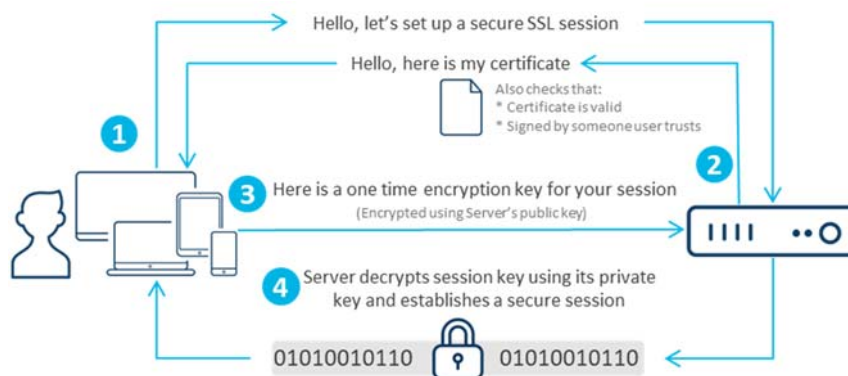 Hello, let's set up a secure SSL session
Hello, here is my certificate
Also checks that:
* Certificate is valid
* Signed by someone user trusts
1
2
3
Here is a one time encryption key for your session
(Encrypted using Server's public key)
4
Server decrypts session key using its private
key and establishes a secure session
01010010110
01010010110